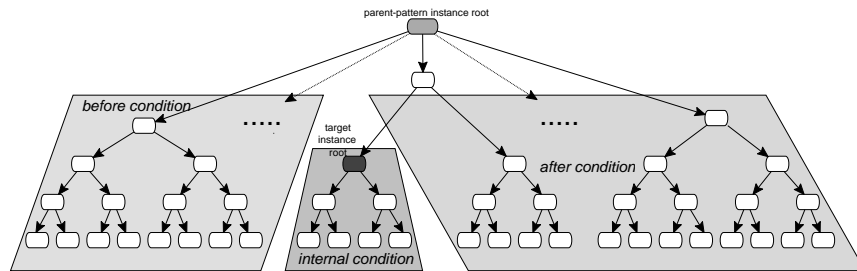 parent-pattern instance root
before condition
.....
.....
target
instance
root
after condition
internal condition